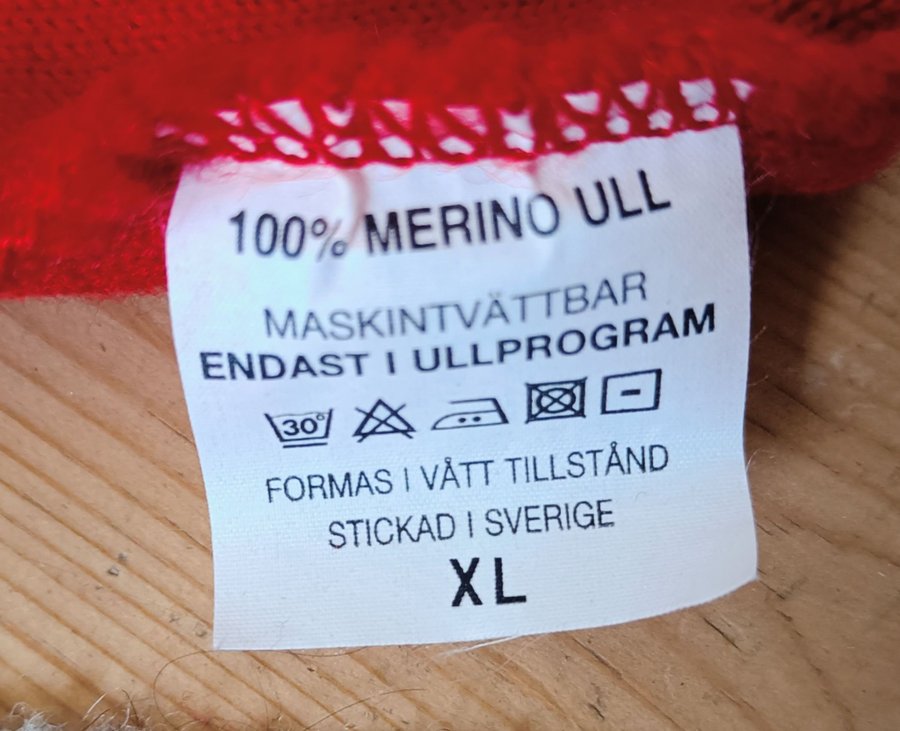 100% MERINO ULL
MASKINTVÄTTBAR
ENDAST I ULLPROGRAM
30°
FORMAS I VÅTT TILLSTÅND
STICKAD I SVERIGE
XL